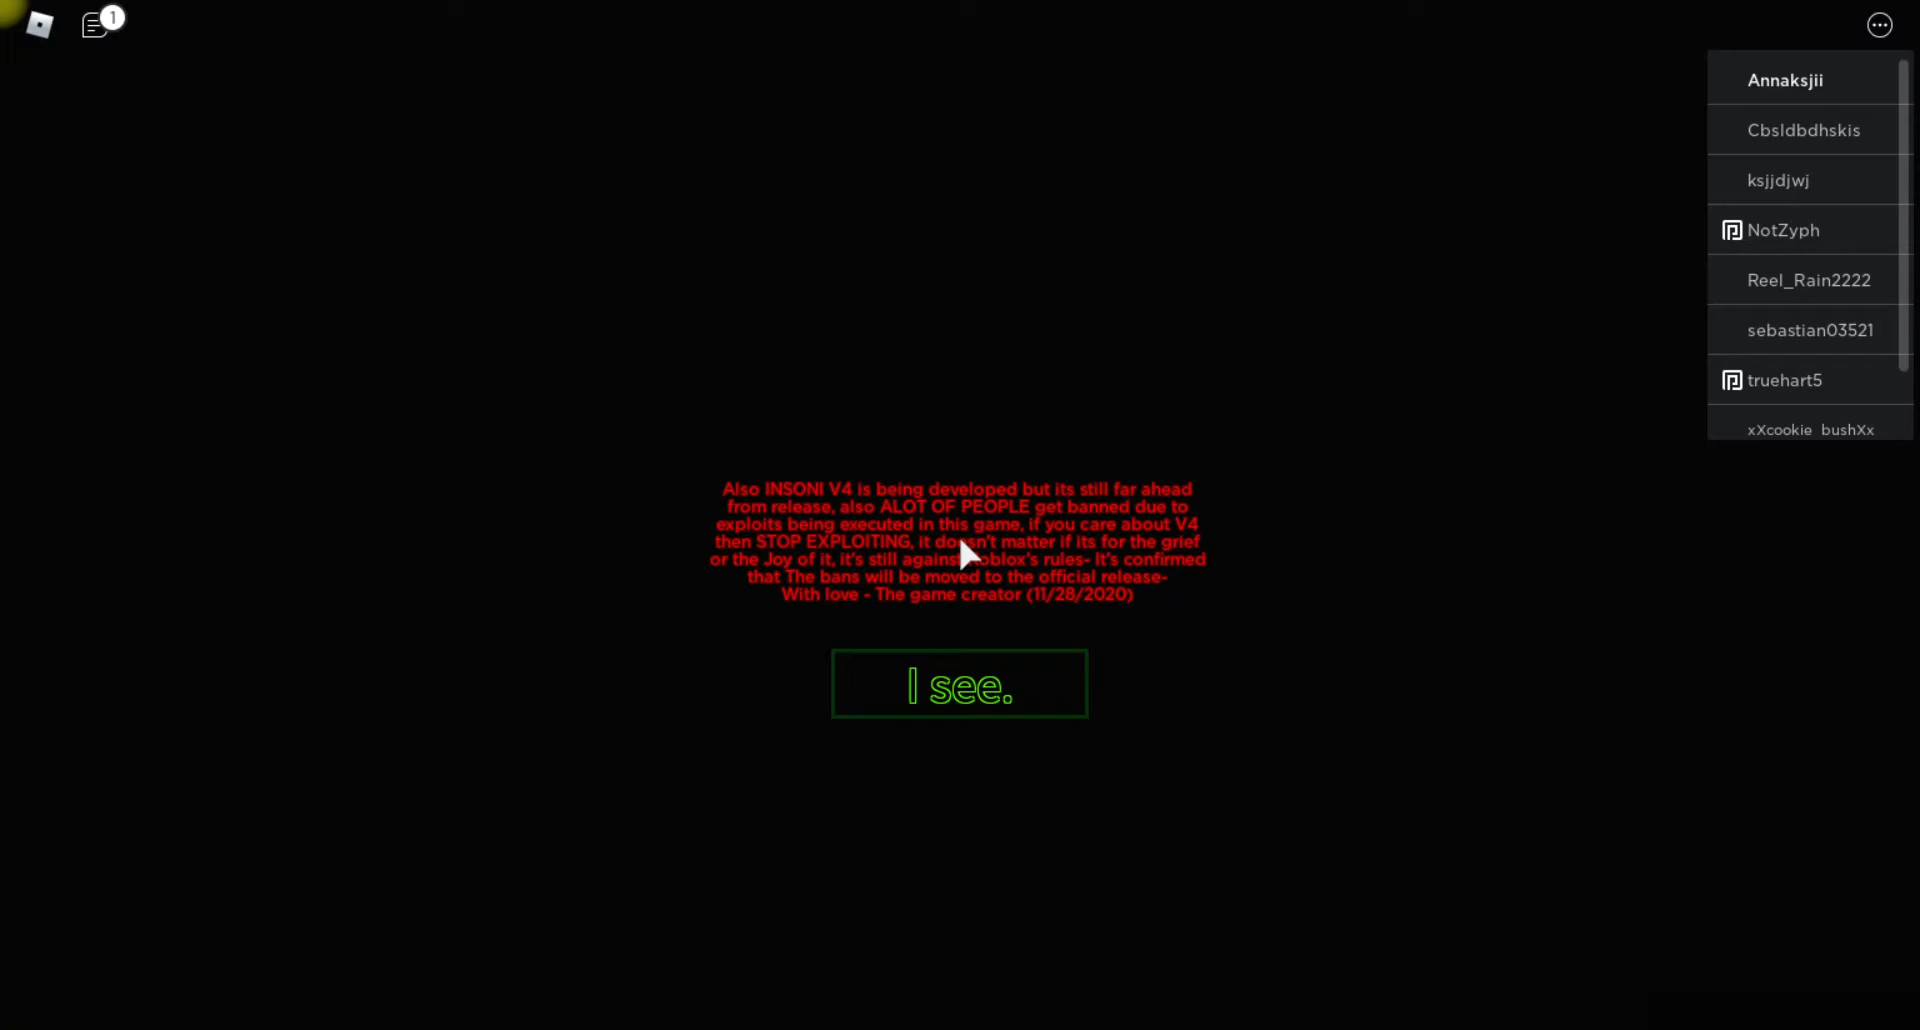 1
Annaksjii
Cbsldbdhskis
ksjjdjwj
NotZyph
Reel_Rain2222
sebastian03521
truehart5
xXcookie_bushXx
Also INSONI V4 is being developed but its still far ahead
from release, also ALOT OF PEOPLE get banned due to
exploits being executed in this game, if you care about V4
then STOP EXPLOITING, it doesn't matter if its for the grief
or the Joy of it, it's still against Roblox's rules- It's confirmed
that The bans will be moved to the official release-
With love - The game creator (11/28/2020)
I see.